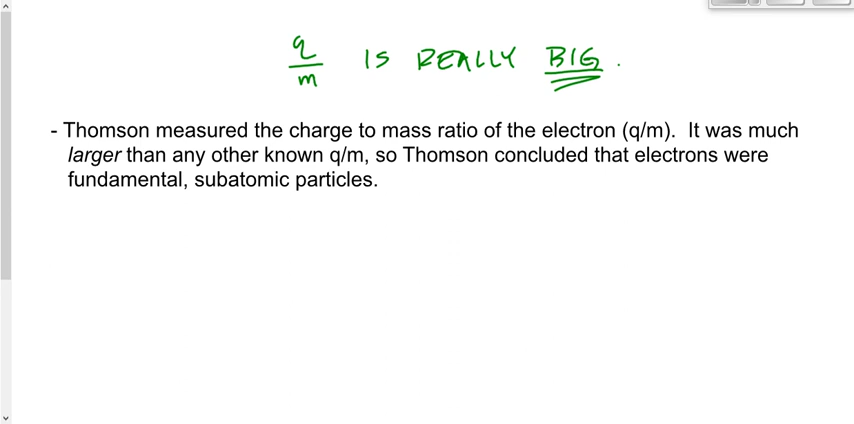 q/m IS REALLY BIG.
- Thomson measured the charge to mass ratio of the electron (q/m).  It was much
larger than any other known q/m, so Thomson concluded that electrons were
fundamental, subatomic particles.